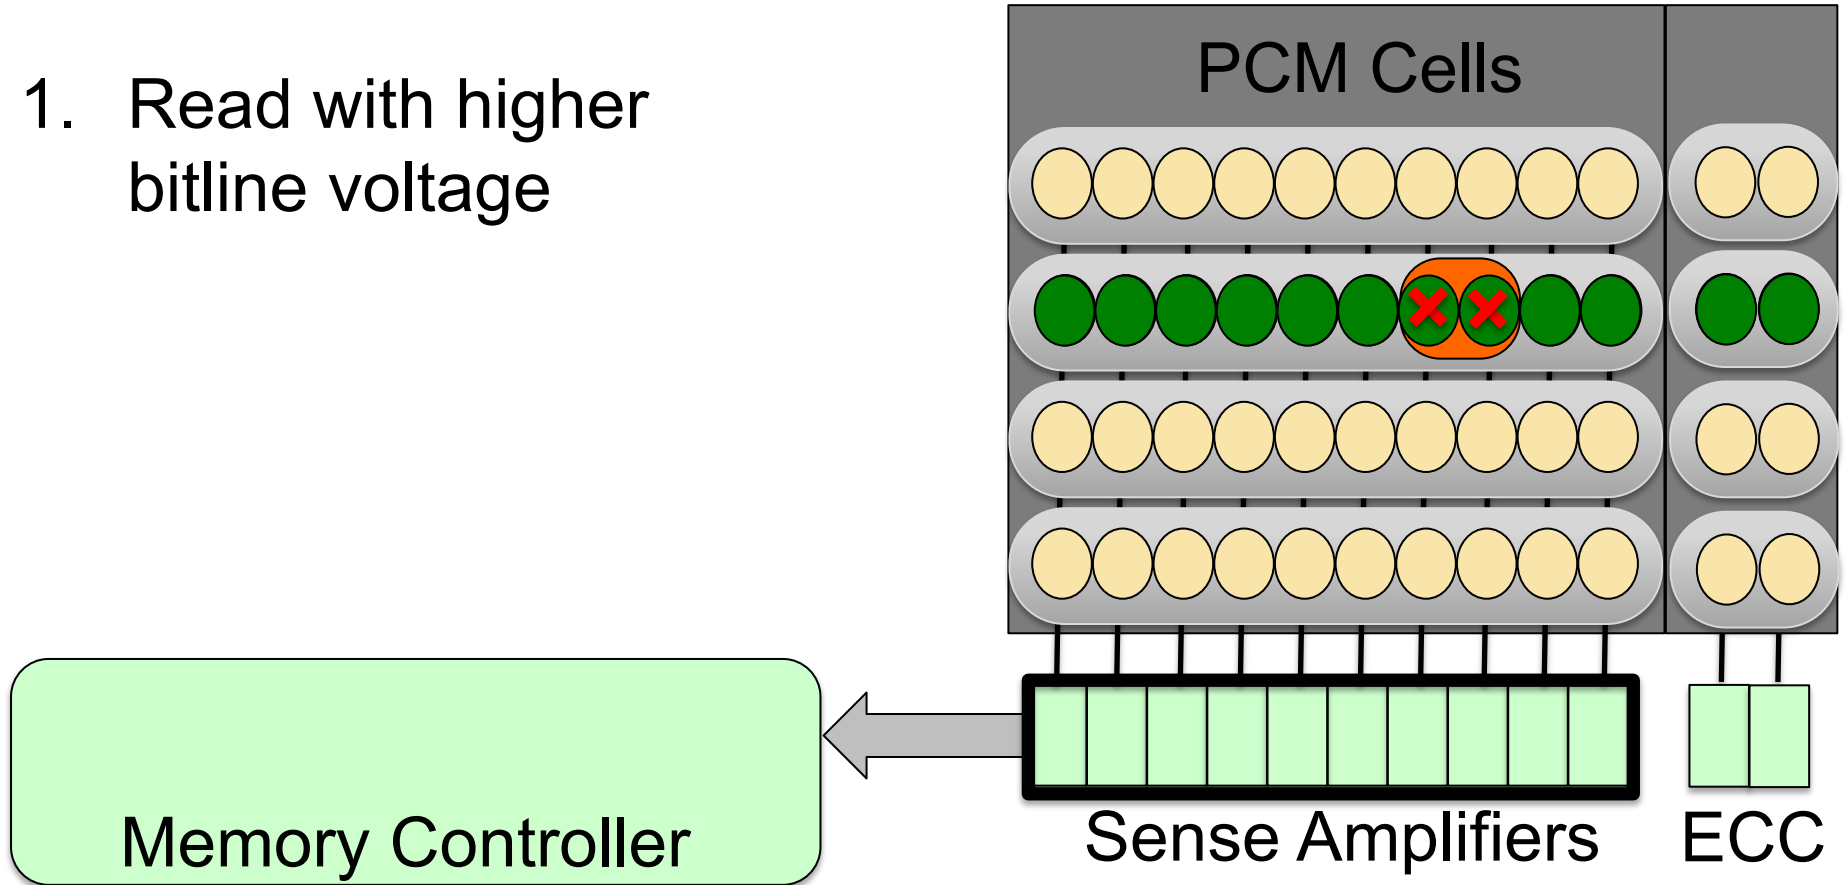 1. Read with higher
bitline voltage
PCM Cells
Memory Controller
Sense Amplifiers
ECC